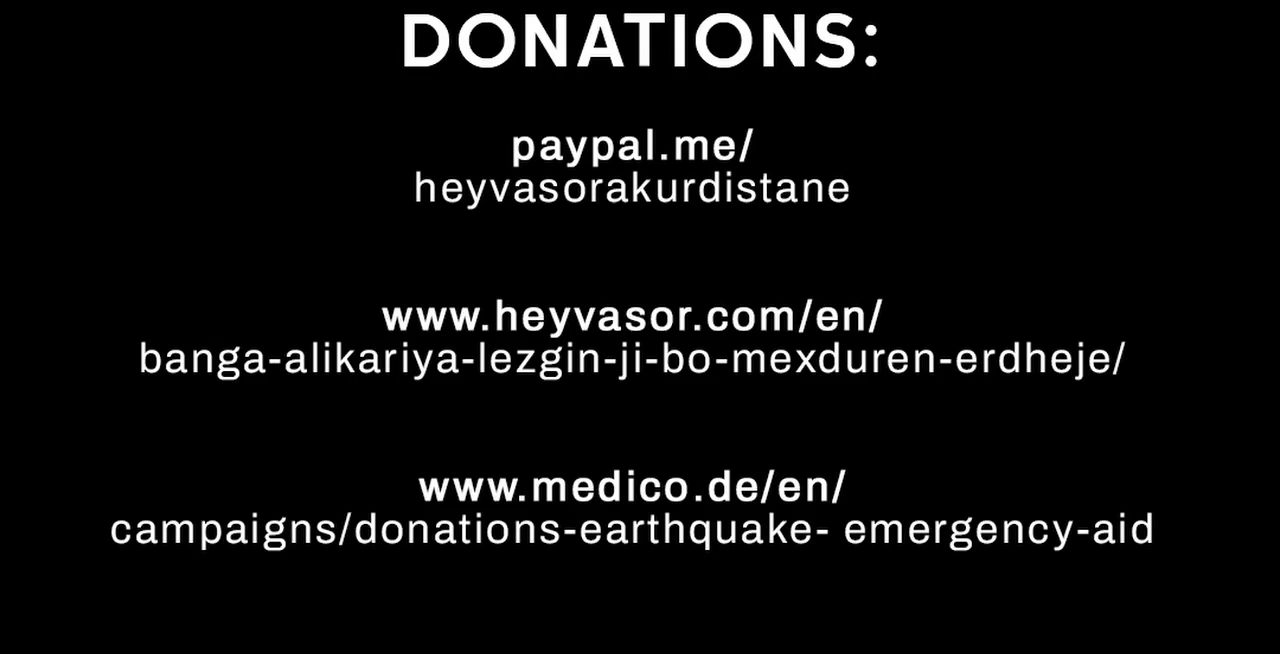 DONATIONS:
paypal.me/
heyvasorakurdistane
www.heyvasor.com/en/
banga-alikariya-lezgin-ji-bo-mexduren-erdheje/
www.medico.de/en/
campaigns/donations-earthquake- emergency-aid